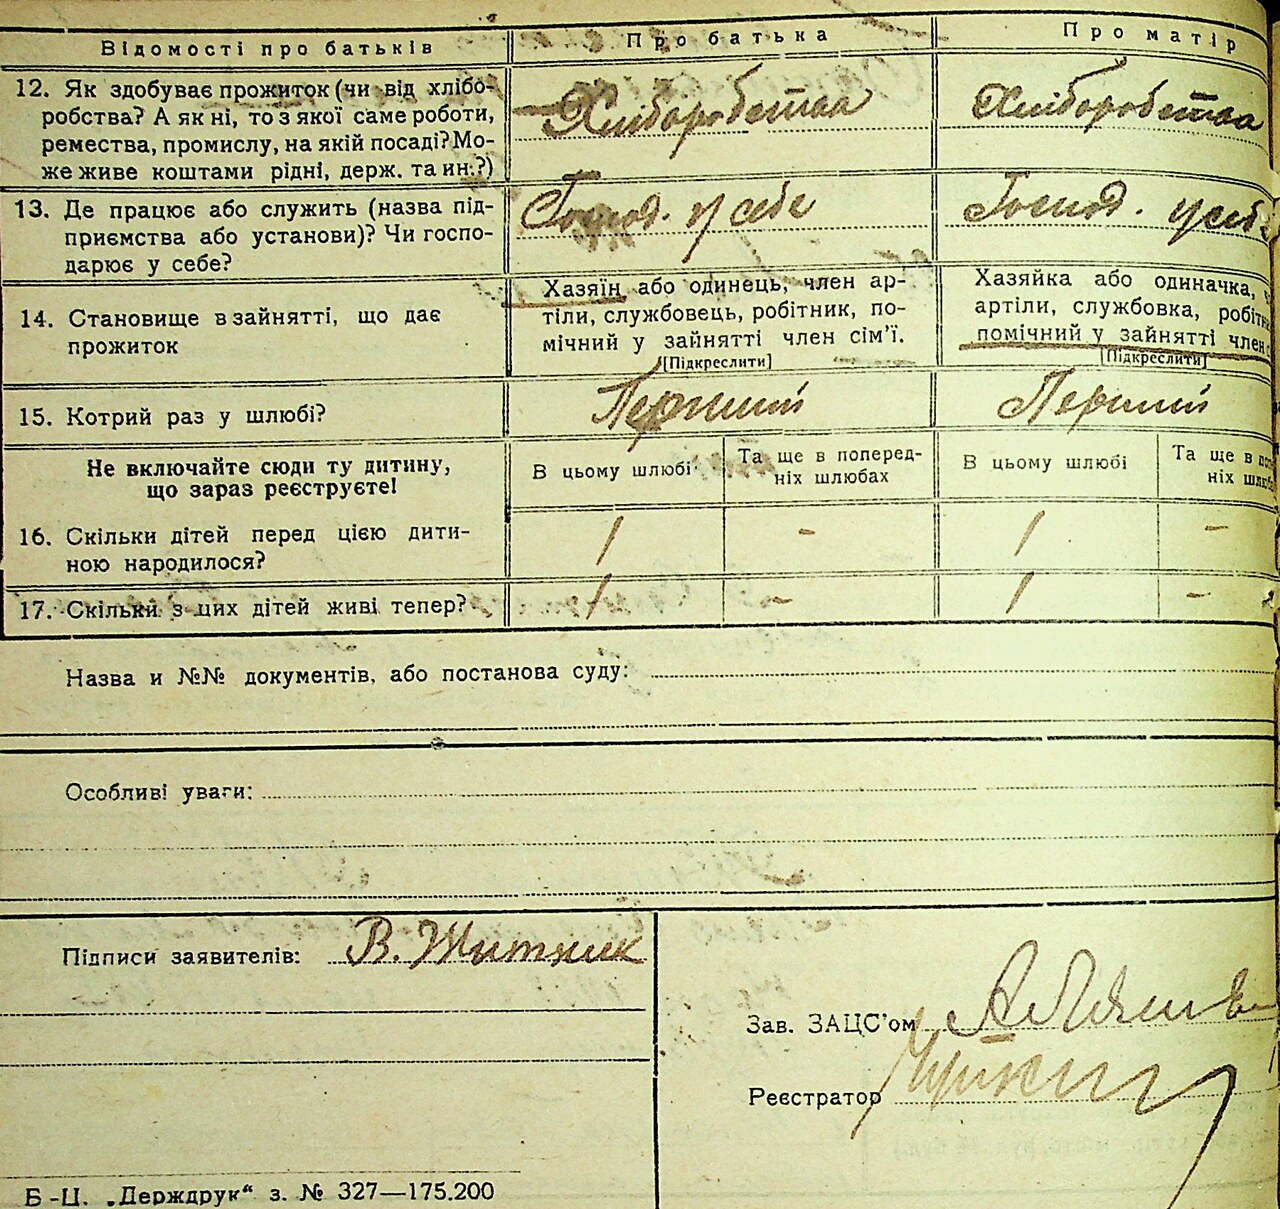 Відомості про батьків
Про батька
Про матір
12. Як здобуває прожиток (чи від хлібо-
робства? А як ні, то з якої саме роботи,
ремества, промислу, на якій посаді? Мо-
же живе коштами рідні, держ. та ин.?)
Хліборобства
Хліборобства
13. Де працює або служить (назва під-
приємства або установи)? Чи госпо-
дарює у себе?
Господ. у себе
Господ. у себе
14. Становище в зайнятті, що дає
прожиток
Хазяїн або одинець, член ар-
тіли, службовець, робітник, по-
мічний у зайнятті член сім'ї.
[Підкреслити]
Хазяйка або одиначка,
артіли, службовка,
помічний у зайнятті член
[Підкреслити]
15. Котрий раз у шлюбі?
Перший
Перший
Не включайте сюди ту дитину,
що зараз реєструєте!
В цьому шлюбі
Та ще в поперед-
ніх шлюбах
В цьому шлюбі
Та ще в
ніх
16. Скільки дітей перед цією дити-
ною народилося?
1 - 1 -
17. Скільки з цих дітей живі тепер?
1 - 1 -
Назва и №№ документів, або постанова суду:
Особливі уваги:
Підписи заявителів: В. Житник
Зав. ЗАЦС'ом
Реєстратор
Б-Ц. „Держдрук“ з. № 327—175.200